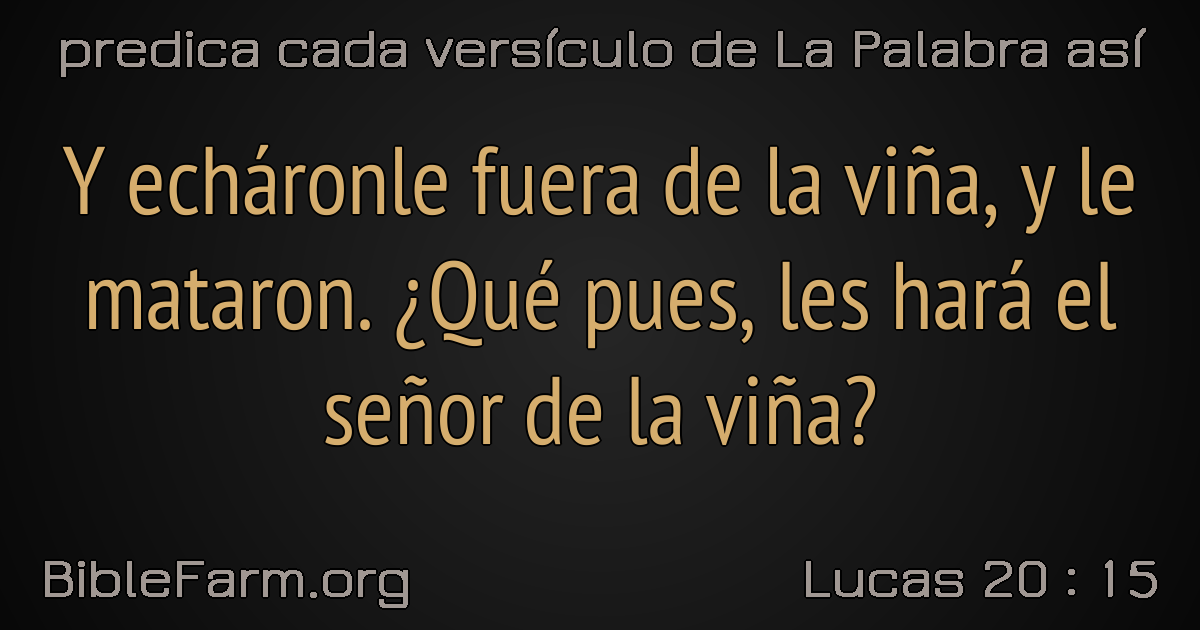 predica cada versículo de La Palabra así
Y echáronle fuera de la viña, y le
mataron. ¿Qué pues, les hará el
señor de la viña?
BibleFarm.org
Lucas 20 : 15